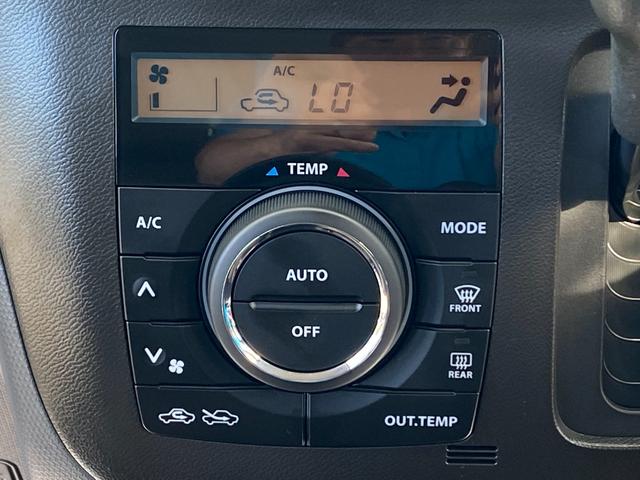 A/C
LO
TEMP
A/C
MODE
AUTO
OFF
FRONT
REAR
OUT.TEMP